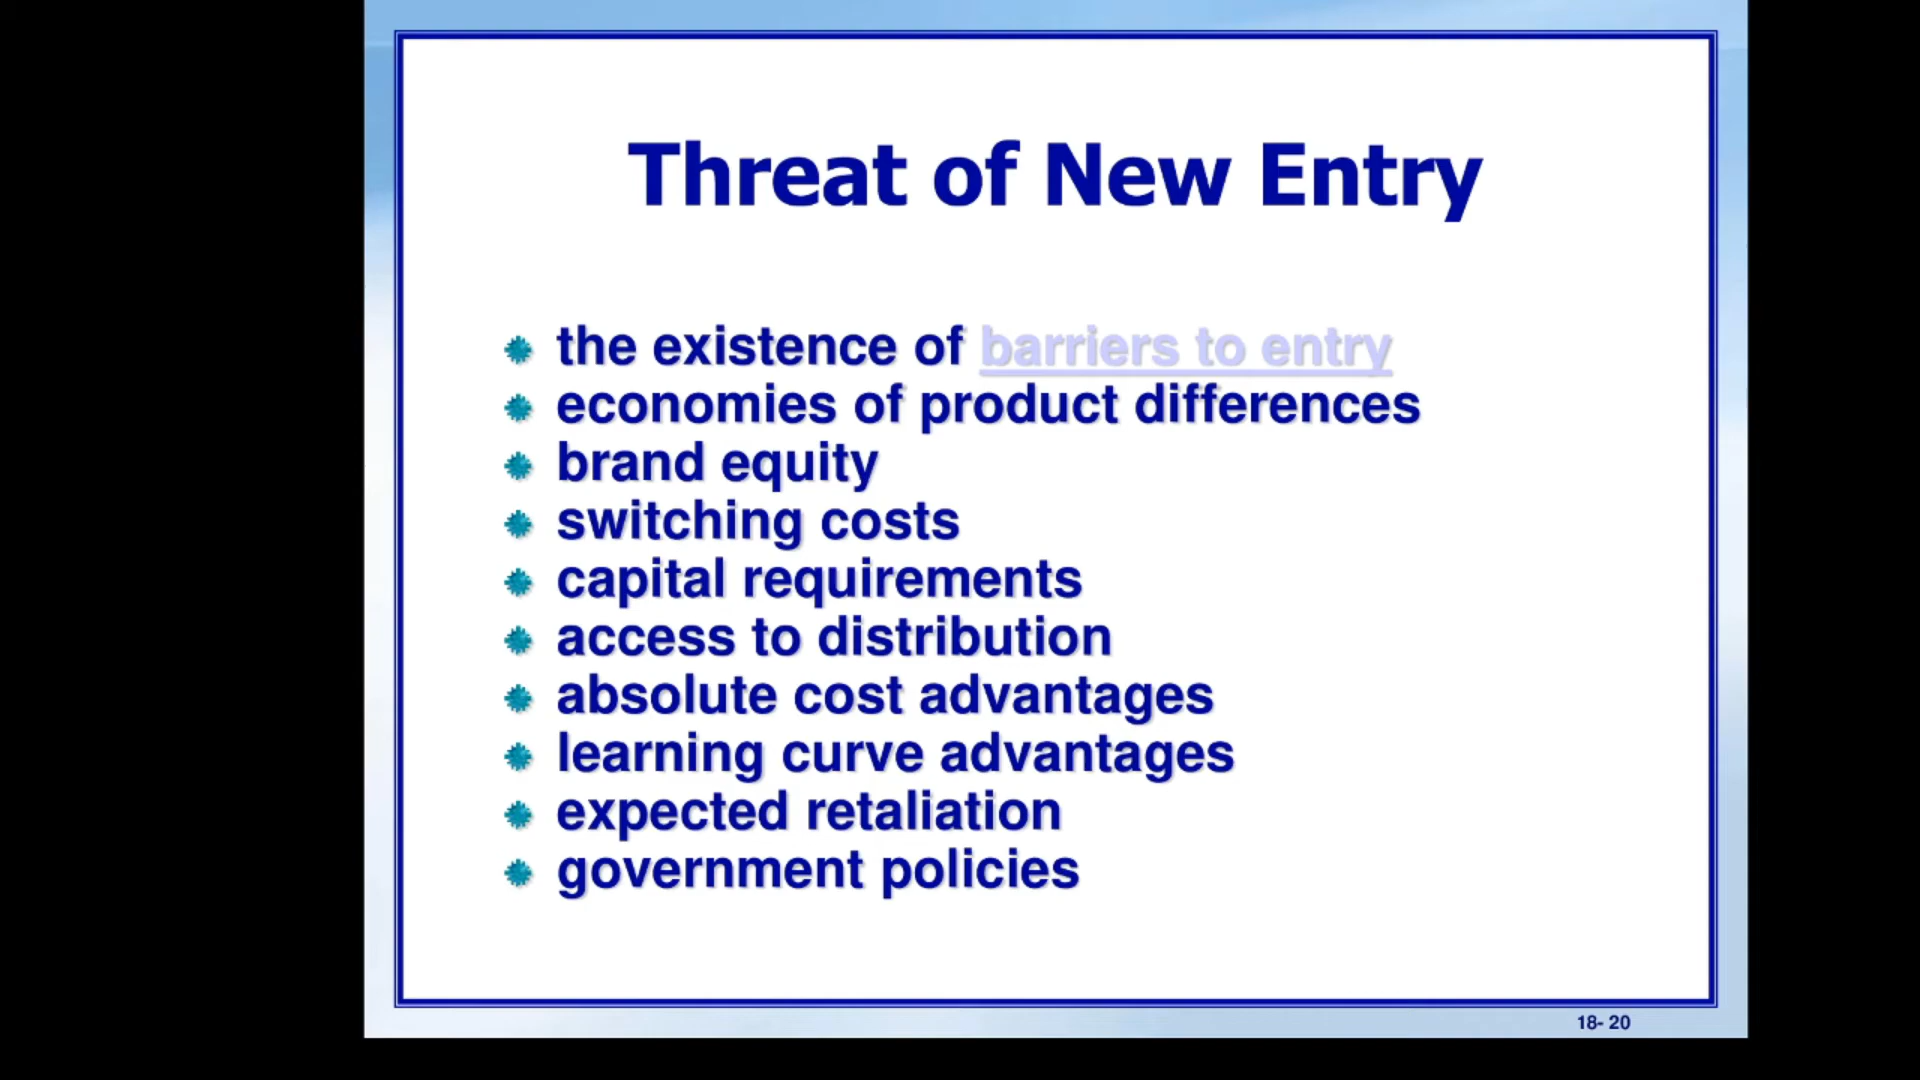 Threat of New Entry
the existence of barriers to entry
economies of product differences
brand equity
switching costs
capital requirements
access to distribution
absolute cost advantages
learning curve advantages
expected retaliation
government policies
18- 20